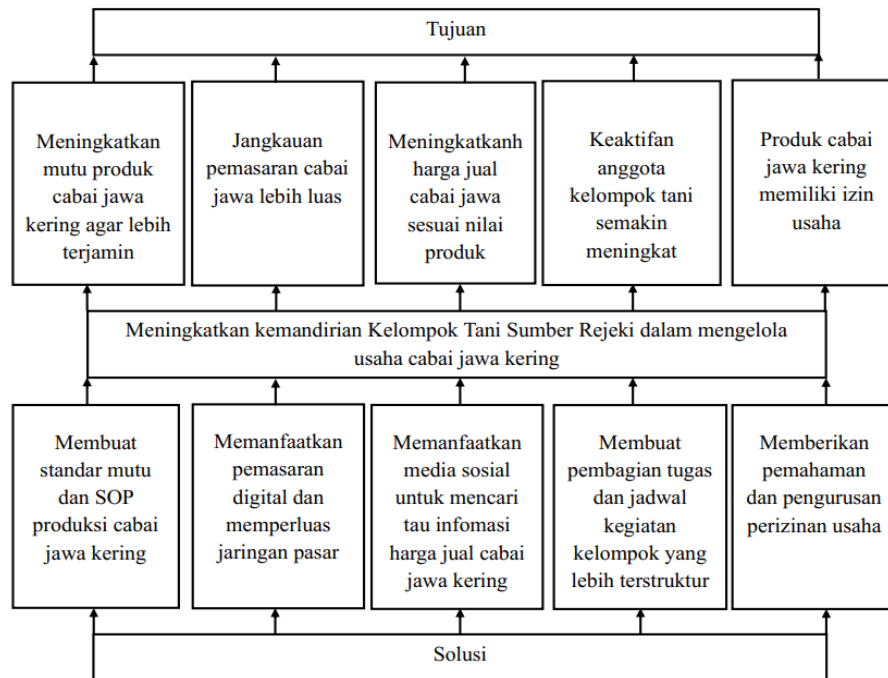 Tujuan
Meningkatkan
mutu produk
cabai jawa
kering agar lebih
terjamin
Jangkauan
pemasaran cabai
jawa lebih luas
Meningkatkanh
harga jual
cabai jawa
sesuai nilai
produk
Keaktifan
anggota
kelompok tani
semakin
meningkat
Produk cabai
jawa kering
memiliki izin
usaha
Meningkatkan kemandirian Kelompok Tani Sumber Rejeki dalam mengelola
usaha cabai jawa kering
Membuat
standar mutu
dan SOP
produksi cabai
jawa kering
Memanfaatkan
pemasaran
digital dan
memperluas
jaringan pasar
Memanfaatkan
media sosial
untuk mencari
tau infomasi
harga jual cabai
jawa kering
Membuat
pembagian tugas
dan jadwal
kegiatan
kelompok yang
lebih terstruktur
Memberikan
pemahaman
dan pengurusan
perizinan usaha
Solusi